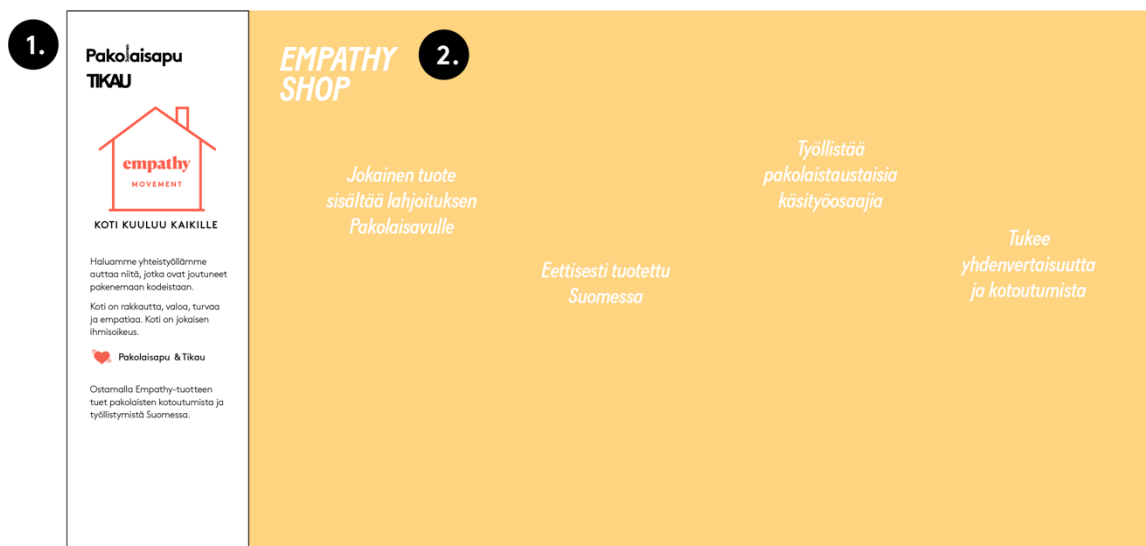 1.
Pakolaisapu
TIKAU
empathy
MOVEMENT
KOTI KUULUU KAIKILLE
Haluamme yhteistyöllämme
auttaa niitä, jotka ovat joutuneet
pakenemaan kodeistaan.
Koti on rakkautta, valoa, turvaa
ja empatiaa. Koti on jokaisen
ihmisoikeus.
Pakolaisapu & Tikau
Ostamalla Empathy-tuotteen
tuet pakolaisten kotoutumista ja
työllistymistä Suomessa.
EMPATHY
SHOP
2.
Jokainen tuote
sisältää lahjoituksen
Pakolaisavulle
Eettisesti tuotettu
Suomessa
Työllistää
pakolaistaustaisia
käsityöosaajia
Tukee
yhdenvertaisuutta
ja kotoutumista